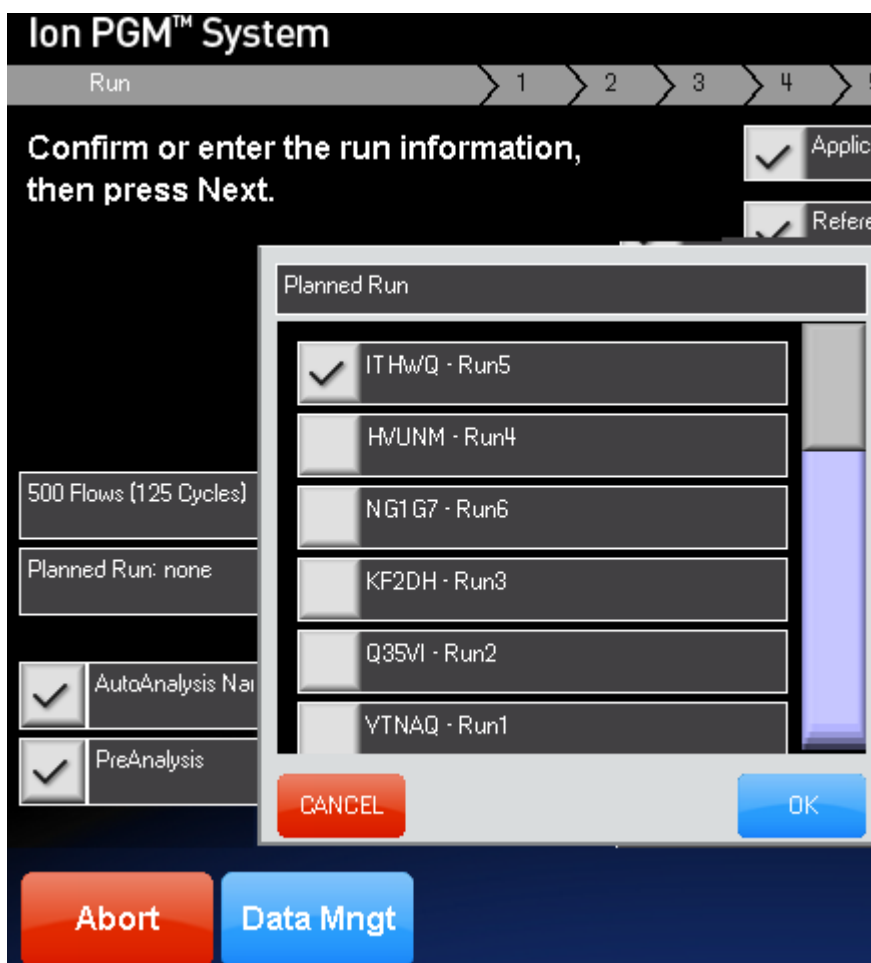 Ion PGM™ System
Run 1 2 3 4
Confirm or enter the run information,
then press Next.
Applic
Refere
Planned Run
ITHWQ - Run5
HVUNM - Run4
NG1G7 - Run6
KF2DH - Run3
Q35VI - Run2
VTNAQ - Run1
500 Flows (125 Cycles)
Planned Run: none
AutoAnalysis Na
PreAnalysis
CANCEL
OK
Abort
Data Mngt